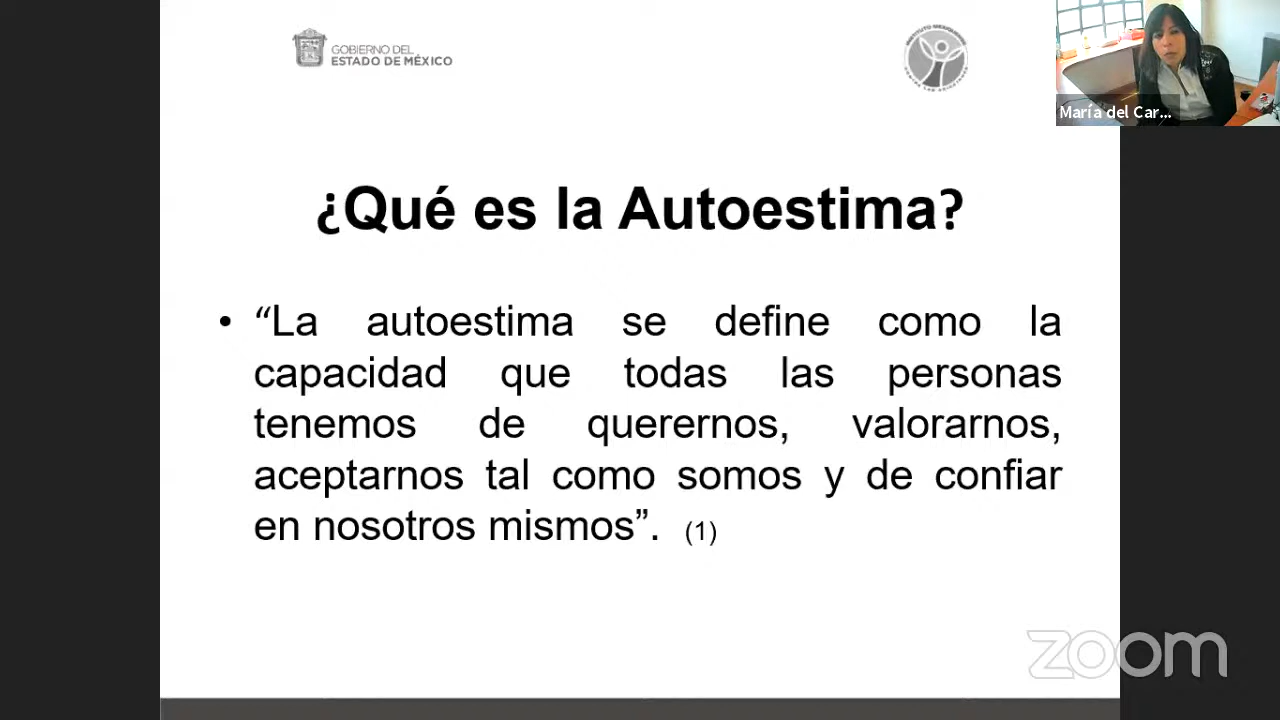 GOBIERNO DEL
ESTADO DE MÉXICO
María del Car...
¿Qué es la Autoestima?
• “La autoestima se define como la
capacidad que todas las personas
tenemos de querernos, valorarnos,
aceptarnos tal como somos y de confiar
en nosotros mismos”. (1)
zoom